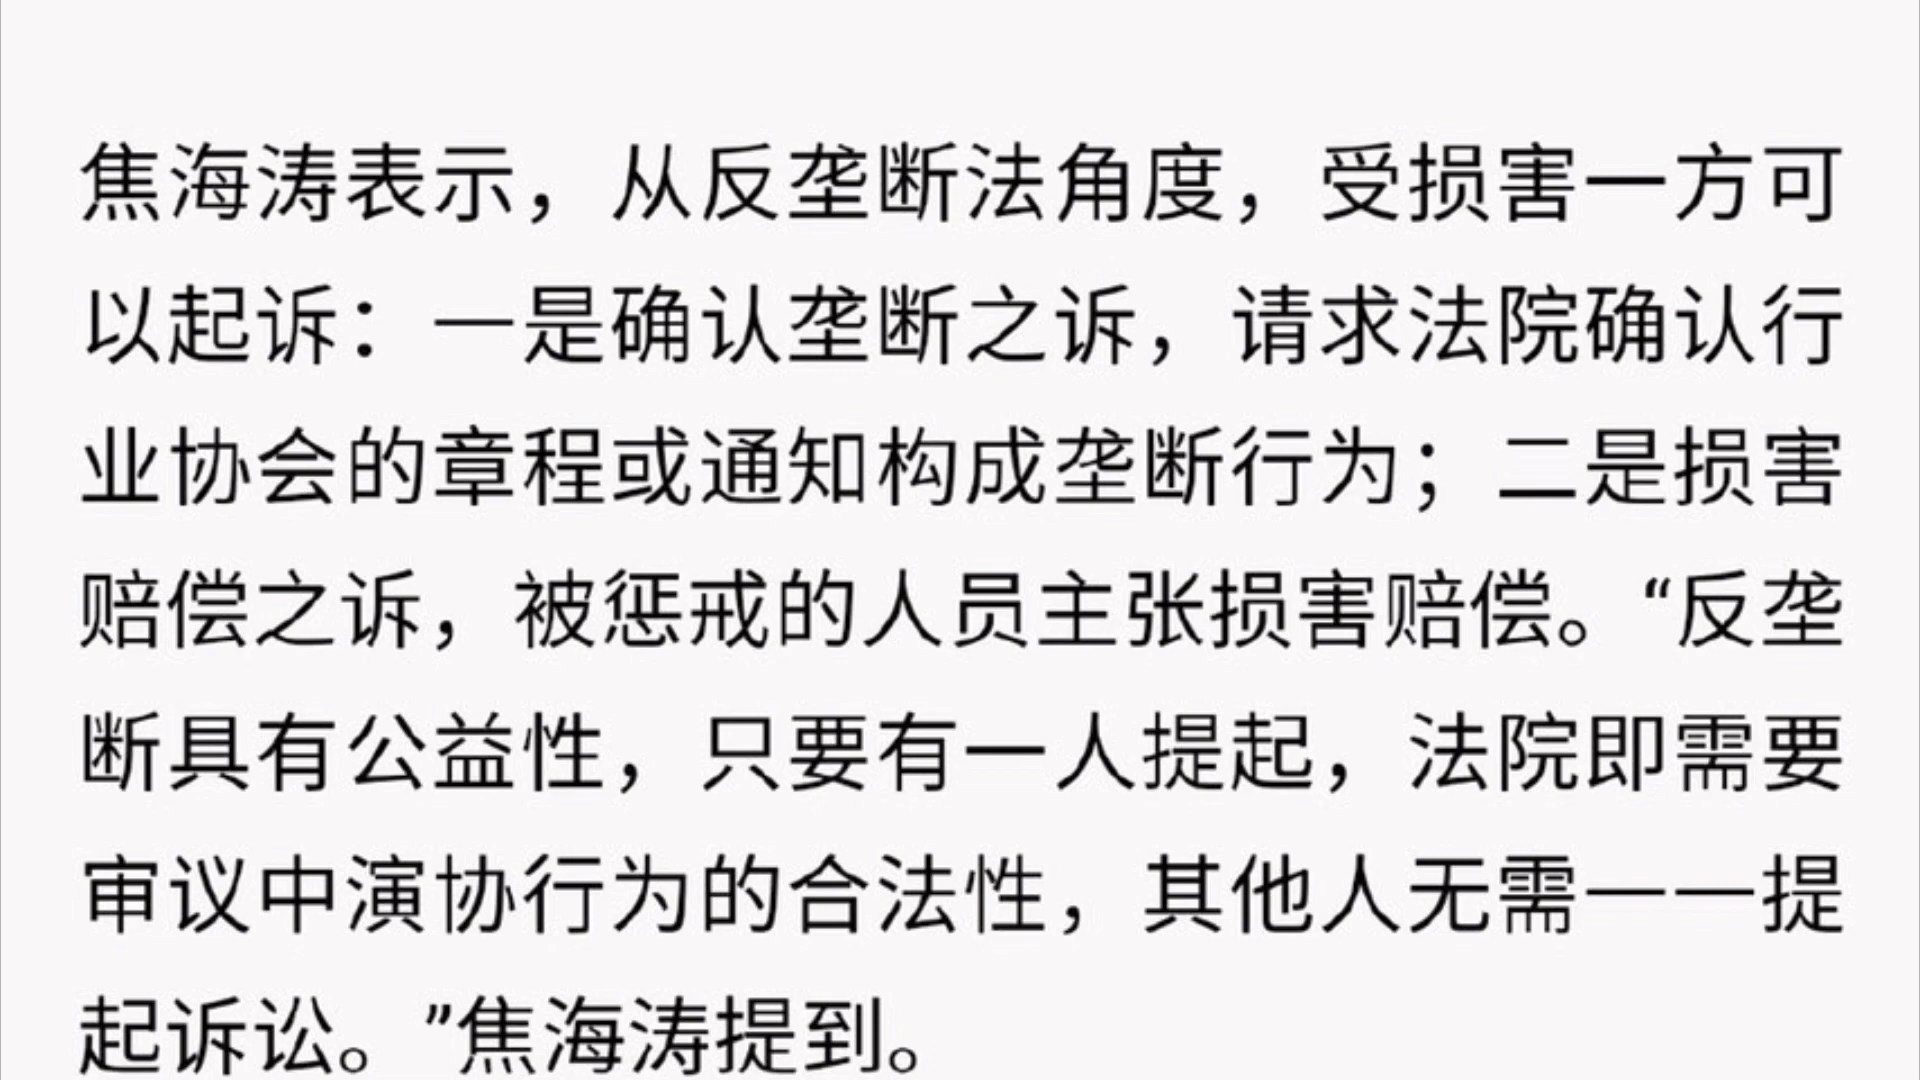 焦海涛表示，从反垄断法角度，受损害一方可
以起诉：一是确认垄断之诉，请求法院确认行
业协会的章程或通知构成垄断行为；二是损害
赔偿之诉，被惩戒的人员主张损害赔偿。“反垄
断具有公益性，只要有一人提起，法院即需要
审议中演协行为的合法性，其他人无需一一提
起诉讼。”焦海涛提到。